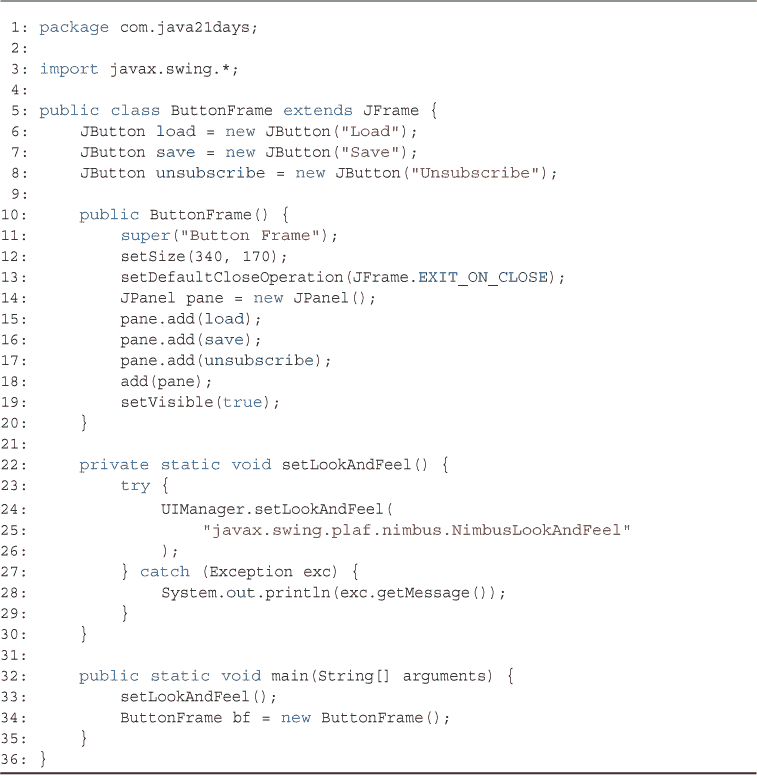 1: package com.java21days;
2:
3: import javax.swing.*;
4:
5: public class ButtonFrame extends JFrame {
6:     JButton load = new JButton("Load");
7:     JButton save = new JButton("Save");
8:     JButton unsubscribe = new JButton("Unsubscribe");
9:
10:     public ButtonFrame() {
11:         super("Button Frame");
12:         setSize(340, 170);
13:         setDefaultCloseOperation(JFrame.EXIT_ON_CLOSE);
14:         JPanel pane = new JPanel();
15:         pane.add(load);
16:         pane.add(save);
17:         pane.add(unsubscribe);
18:         add(pane);
19:         setVisible(true);
20:     }
21:
22:     private static void setLookAndFeel() {
23:         try {
24:             UIManager.setLookAndFeel(
25:                 "javax.swing.plaf.nimbus.NimbusLookAndFeel"
26:             );
27:         } catch (Exception exc) {
28:             System.out.println(exc.getMessage());
29:         }
30:     }
31:
32:     public static void main(String[] arguments) {
33:         setLookAndFeel();
34:         ButtonFrame bf = new ButtonFrame();
35:     }
36: }